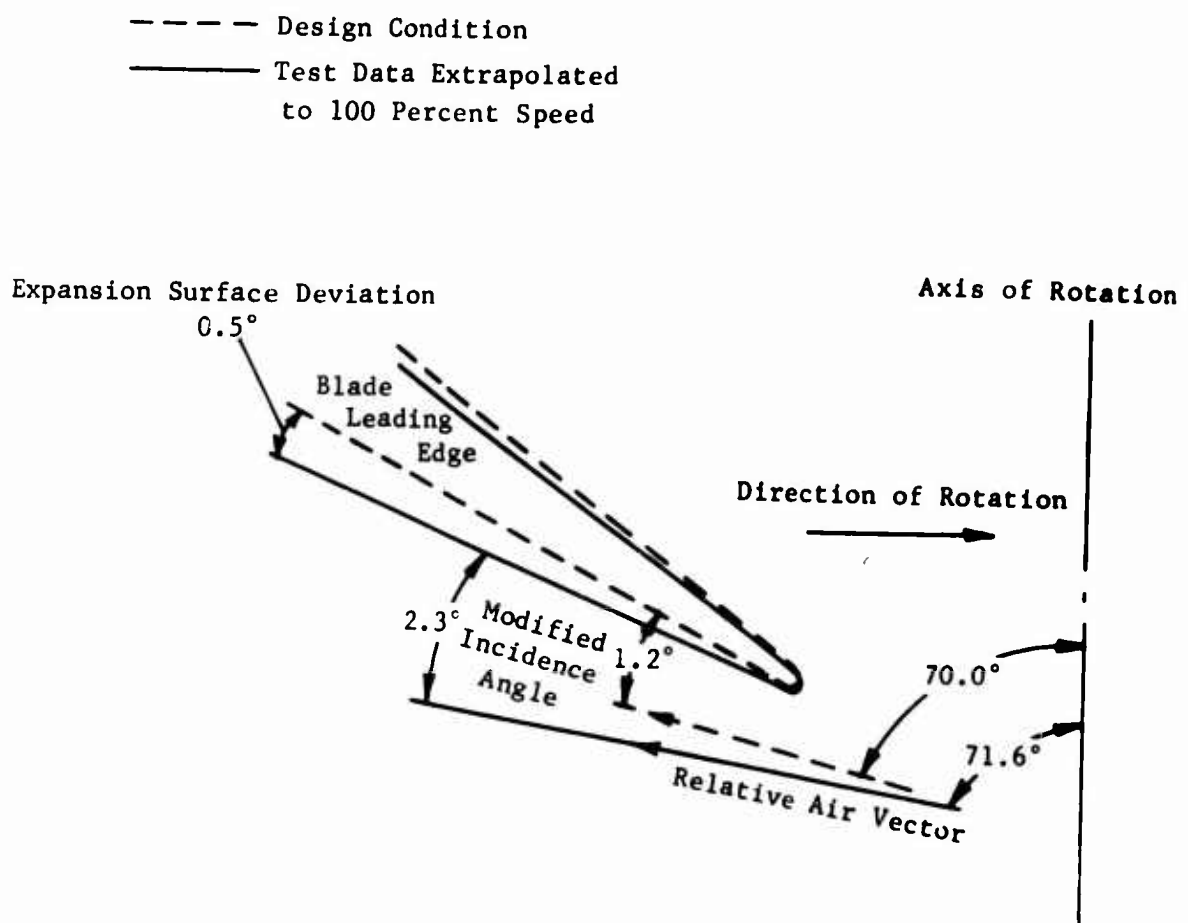 Design Condition
Test Data Extrapolated
to 100 Percent Speed
Expansion Surface Deviation
0.5°
Axis of Rotation
Blade
Leading
Edge
Direction of Rotation
2.3°
Modified
Incidence
Angle
1.2°
70.0°
71.6°
Relative Air Vector